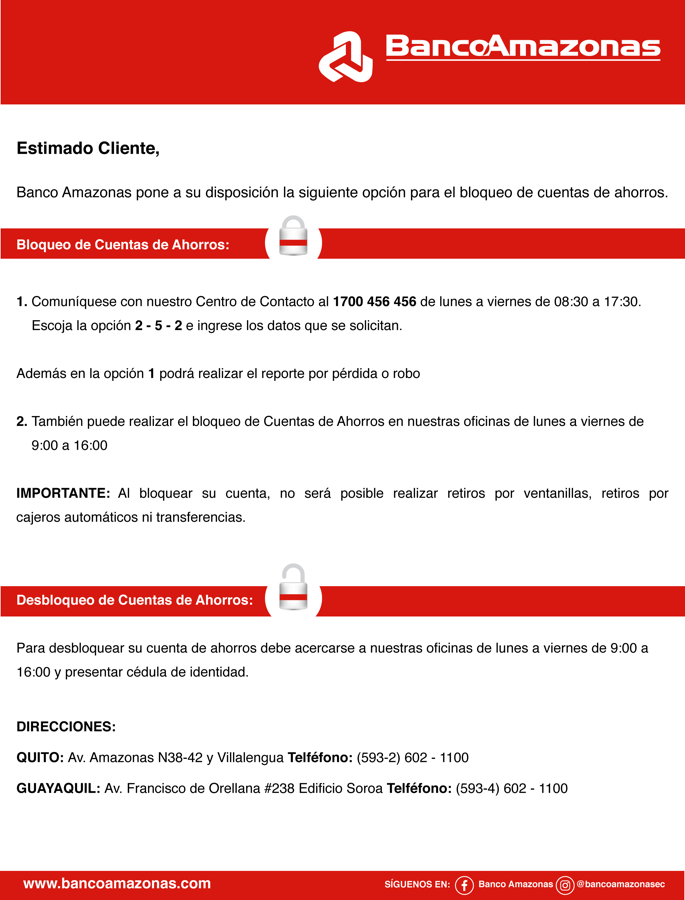 BancoAmazonas
Estimado Cliente,
Banco Amazonas pone a su disposición la siguiente opción para el bloqueo de cuentas de ahorros.
Bloqueo de Cuentas de Ahorros:
1. Comuníquese con nuestro Centro de Contacto al 1700 456 456 de lunes a viernes de 08:30 a 17:30.
Escoja la opción 2 - 5 - 2 e ingrese los datos que se solicitan.
Además en la opción 1 podrá realizar el reporte por pérdida o robo
2. También puede realizar el bloqueo de Cuentas de Ahorros en nuestras oficinas de lunes a viernes de
9:00 a 16:00
IMPORTANTE: Al bloquear su cuenta, no será posible realizar retiros por ventanillas, retiros por
cajeros automáticos ni transferencias.
Desbloqueo de Cuentas de Ahorros:
Para desbloquear su cuenta de ahorros debe acercarse a nuestras oficinas de lunes a viernes de 9:00 a
16:00 y presentar cédula de identidad.
DIRECCIONES:
QUITO: Av. Amazonas N38-42 y Villalengua Telféfono: (593-2) 602 - 1100
GUAYAQUIL: Av. Francisco de Orellana #238 Edificio Soroa Telféfono: (593-4) 602 - 1100
www.bancoamazonas.com SÍGUENOS EN: Banco Amazonas @bancoamazonasec